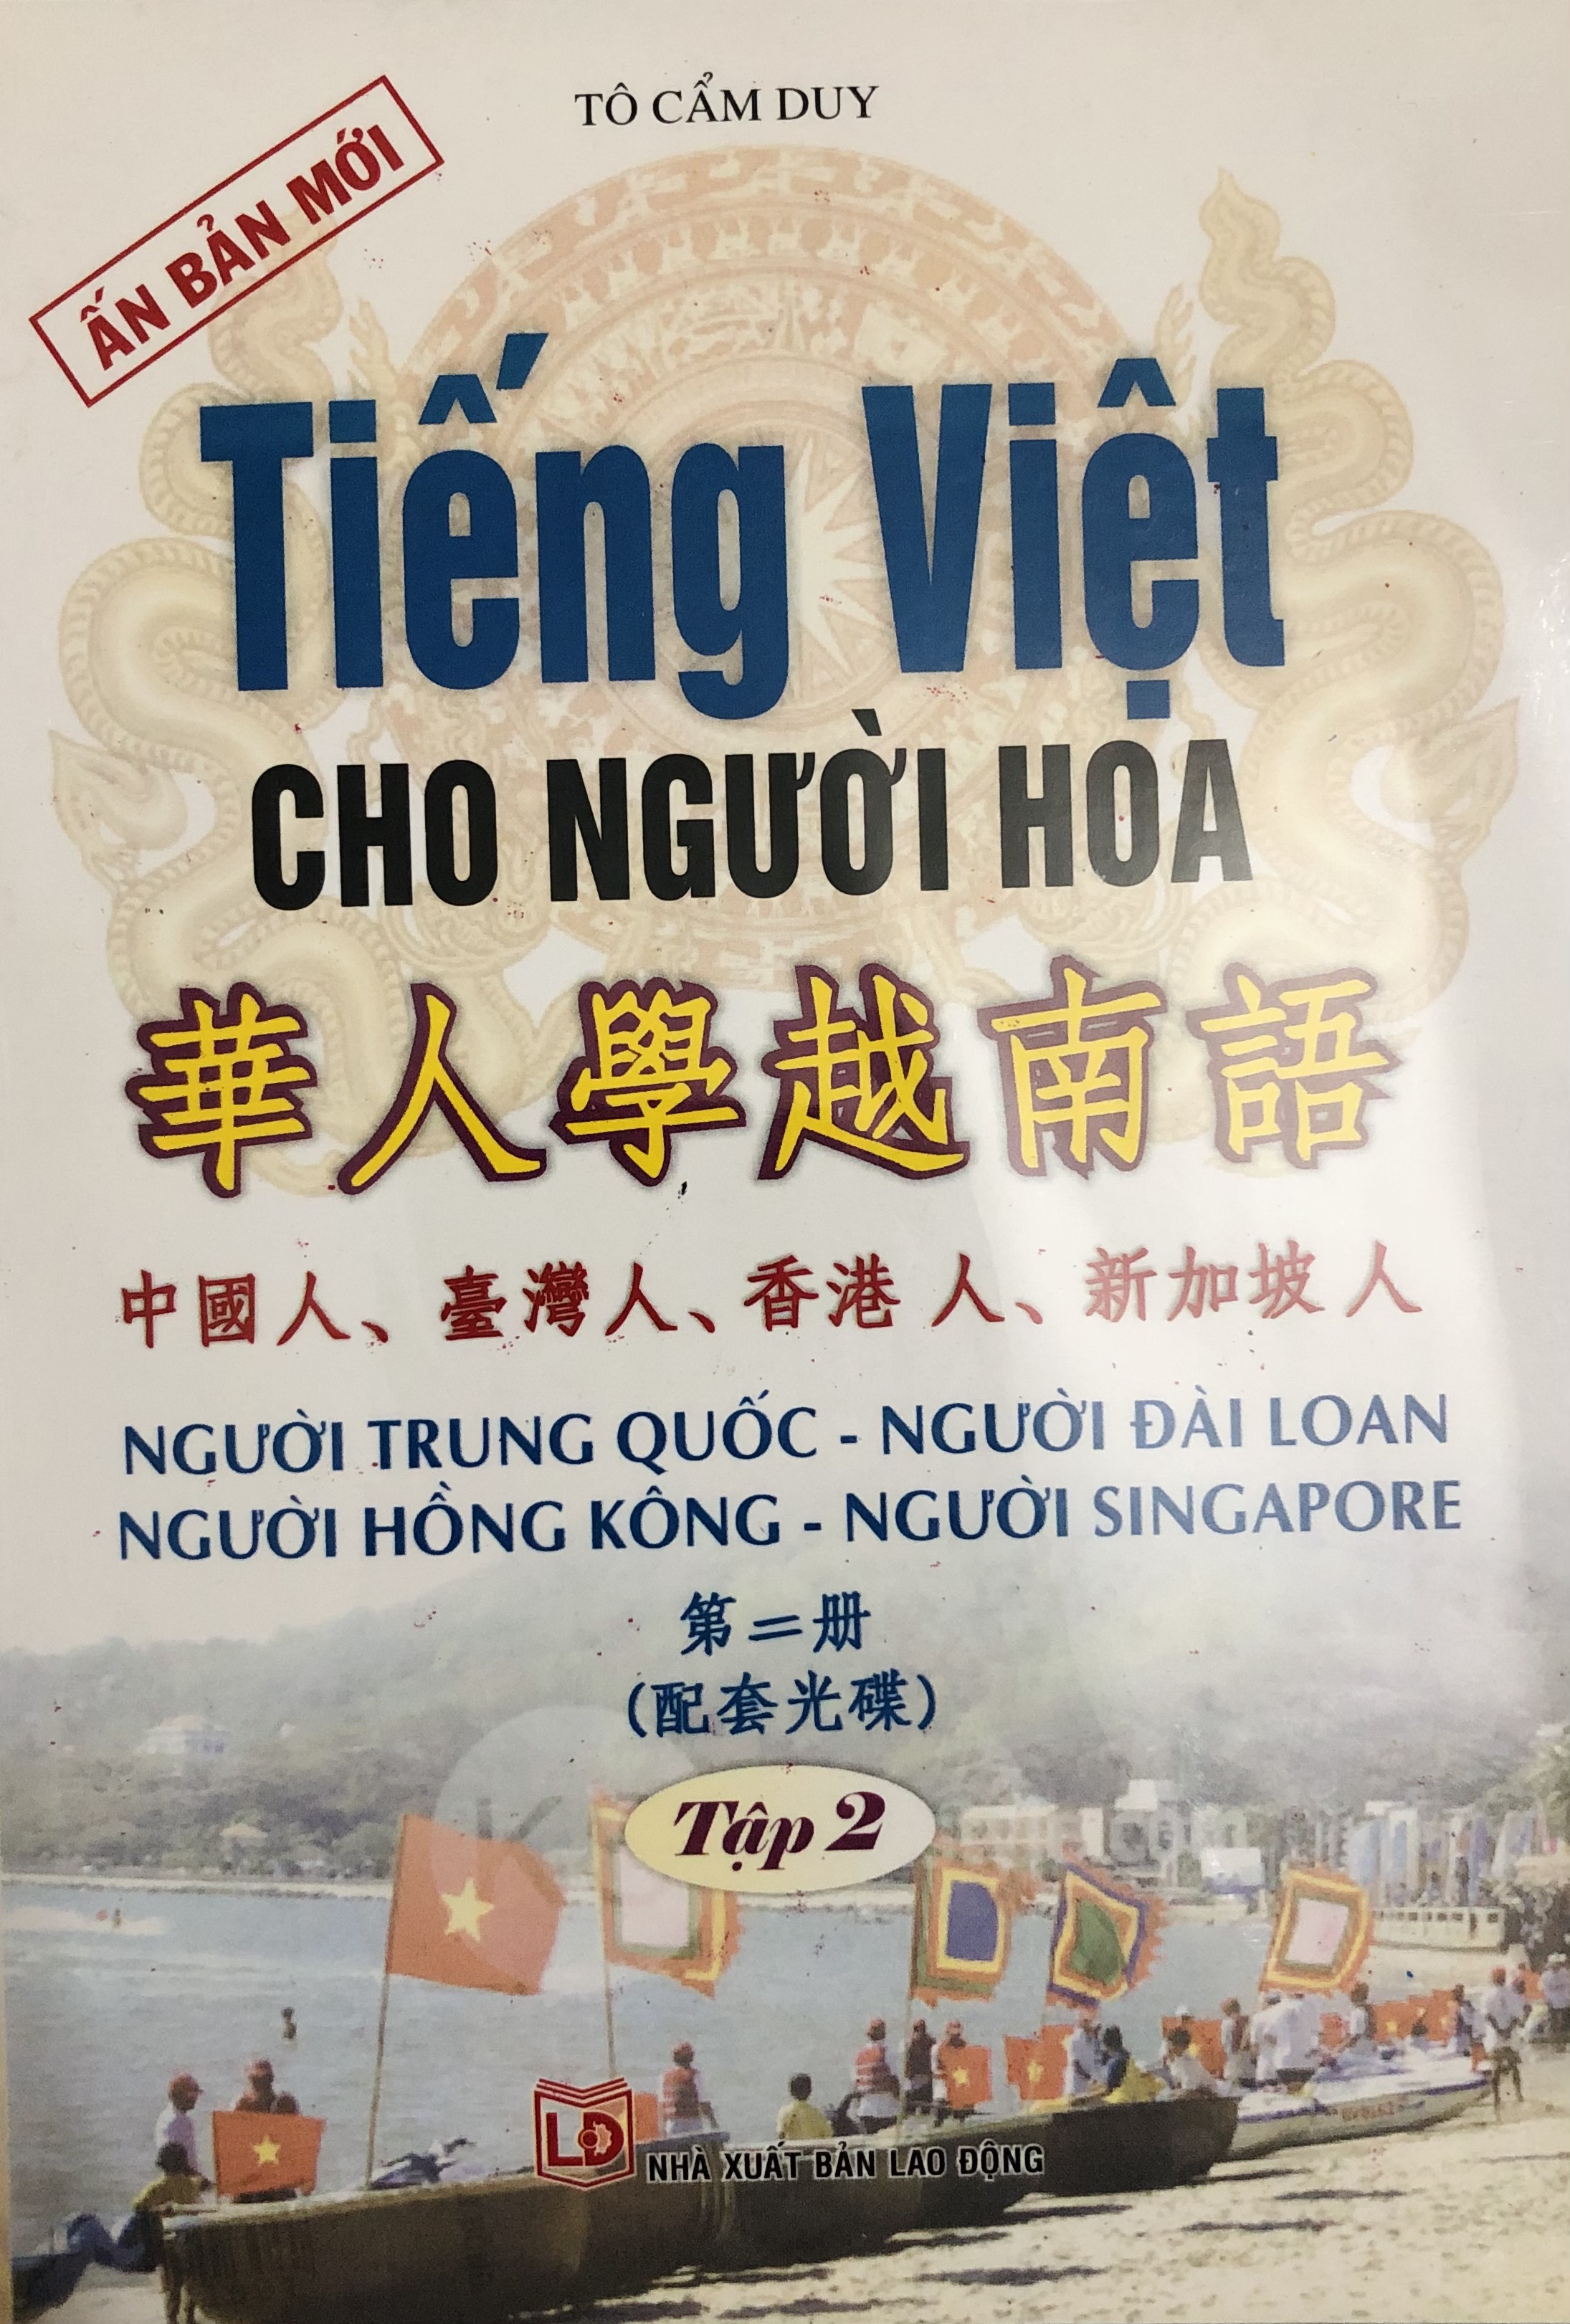 TÔ CẨM DUY
ẤN BẢN MỚI
Tiếng Việt
CHO NGƯỜI HOA
華人學越南語
中國人、臺灣人、香港人、新加坡人
NGƯỜI TRUNG QUỐC - NGƯỜI ĐÀI LOAN
NGƯỜI HỒNG KÔNG - NGƯỜI SINGAPORE
第二册
(配套光碟)
Tập 2
LĐ
NHÀ XUẤT BẢN LAO ĐỘNG